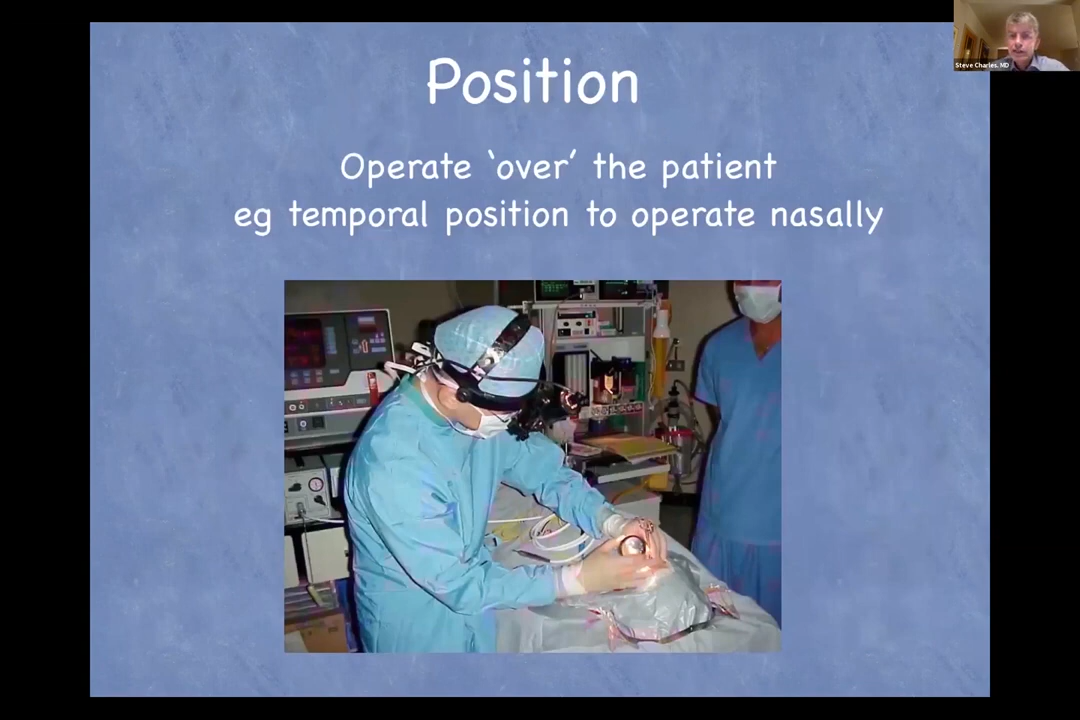 Steve Charles, MD
Position
Operate ‘over’ the patient
eg temporal position to operate nasally